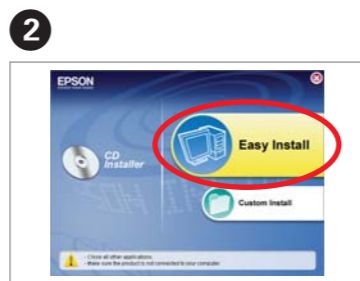 2
EPSON
Easy Install
CD
Installer
Custom Install
- Close all other applications.
- Make sure the product is not connected to your computer.